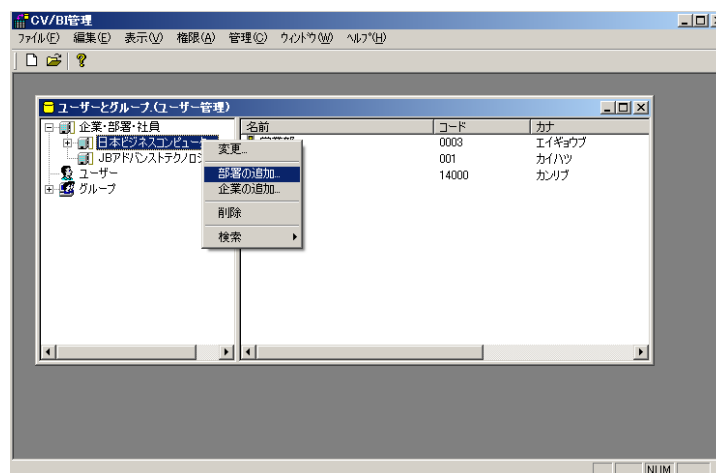 CV/BI管理
ファイル(F) 編集(E) 表示(V) 権限(A) 管理(C) ウィンドウ(W) ヘルプ(H)
ユーザーとグループ.(ユーザー管理)
企業・部署・社員
日本ビジネスコンピュー
JBアドバンストテクノロジ
ユーザー
グループ
名前 コード カナ
0003 エイギョウブ
001 カイハツ
14000 カンリブ
変更...
部署の追加...
企業の追加...
削除
検索
NUM